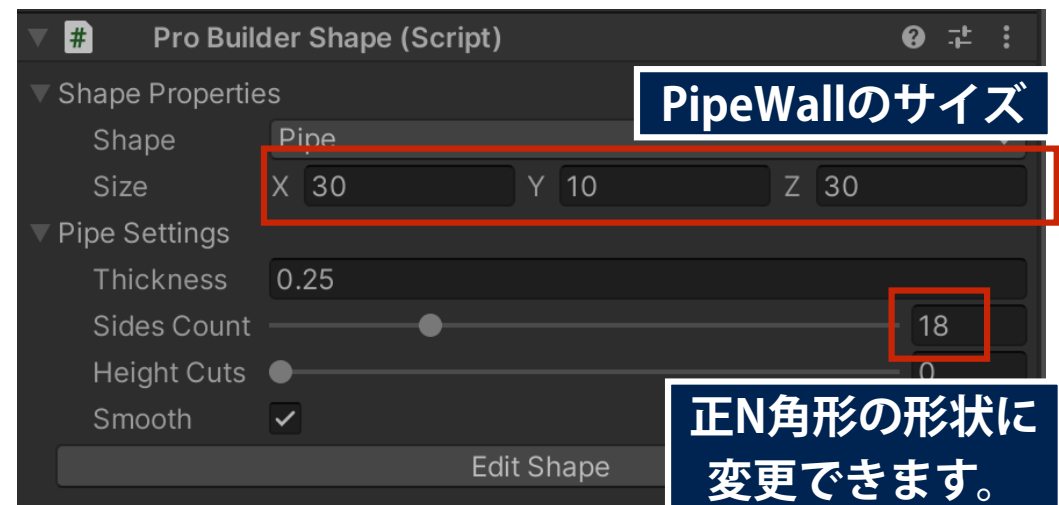 # Pro Builder Shape (Script)
Shape Properties
PipeWallのサイズ
Shape Pipe
Size X 30 Y 10 Z 30
Pipe Settings
Thickness 0.25
Sides Count 18
Height Cuts 0
Smooth
正N角形の形状に
変更できます。
Edit Shape